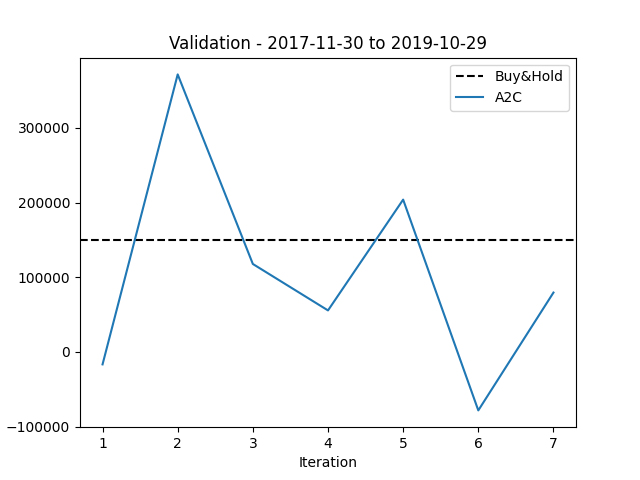 Validation - 2017-11-30 to 2019-10-29
Buy&Hold
A2C
300000
200000
100000
0
−100000
1 2 3 4 5 6 7
Iteration